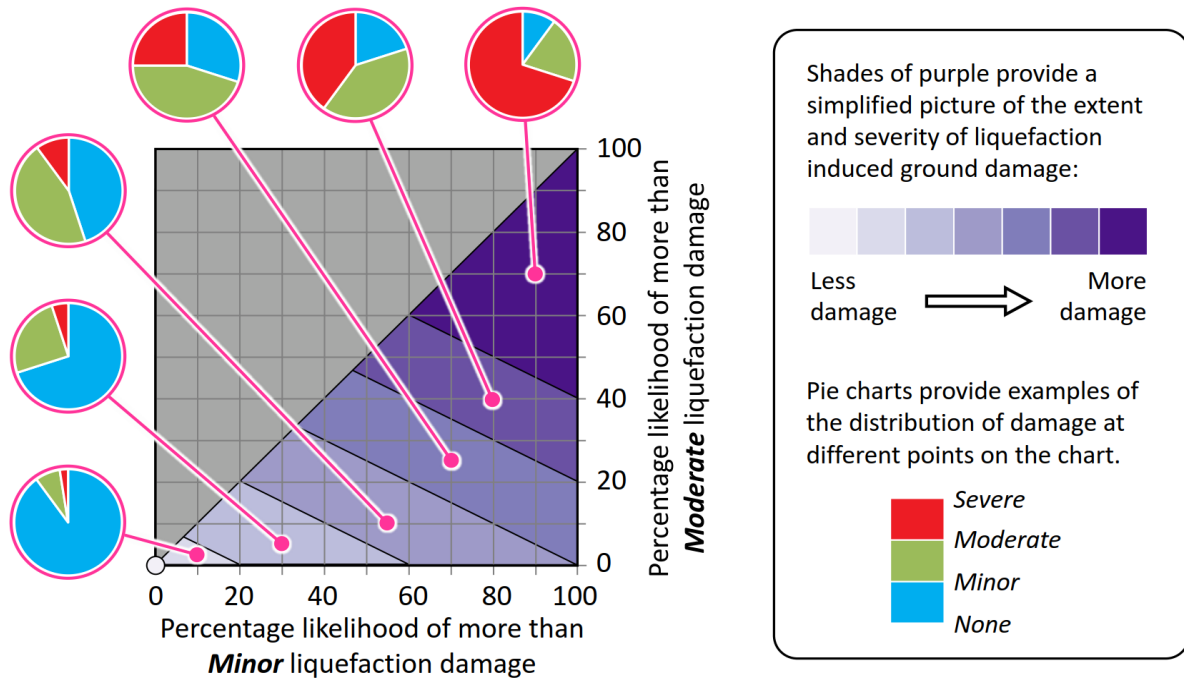 100
80
60
40
20
0
Percentage likelihood of more than
Moderate liquefaction damage
0 20 40 60 80 100
Percentage likelihood of more than
Minor liquefaction damage
Shades of purple provide a
simplified picture of the extent
and severity of liquefaction
induced ground damage:
Less
damage
More
damage
Pie charts provide examples of
the distribution of damage at
different points on the chart.
Severe
Moderate
Minor
None